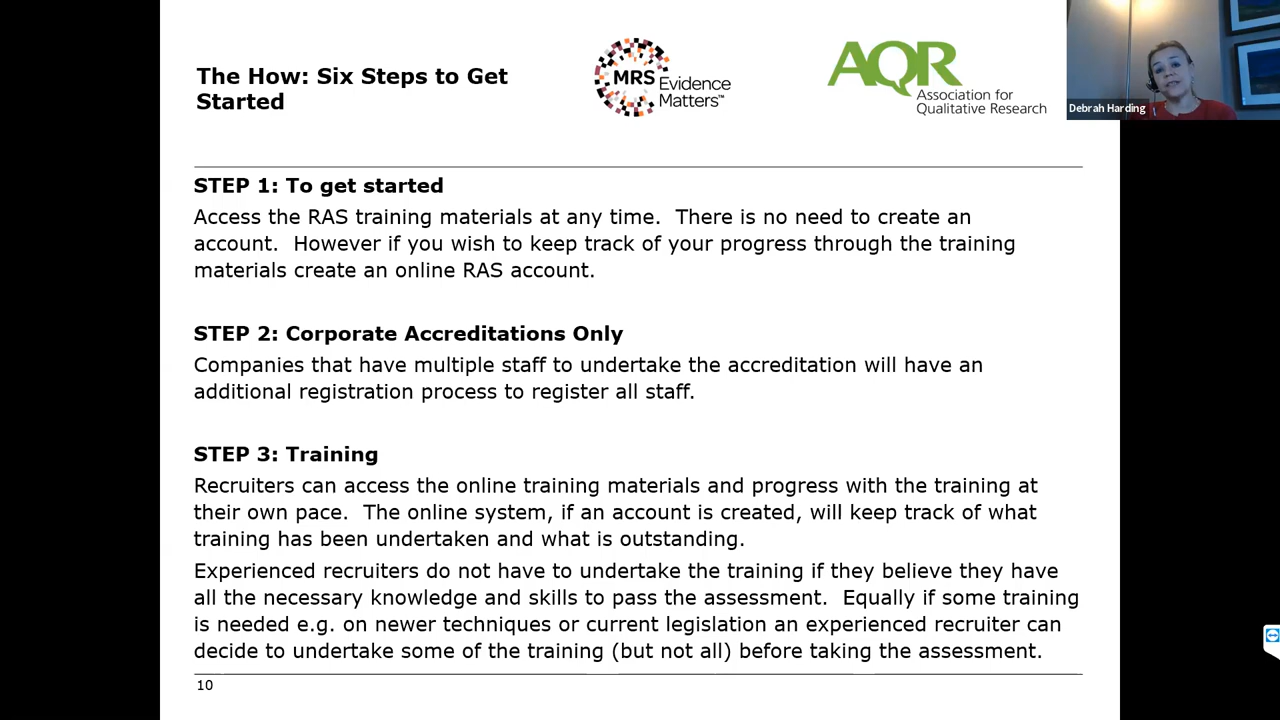 The How: Six Steps to Get
Started
MRS Evidence
Matters™
AQR
Association for
Qualitative Research
Debrah Harding
STEP 1: To get started
Access the RAS training materials at any time.  There is no need to create an
account.  However if you wish to keep track of your progress through the training
materials create an online RAS account.
STEP 2: Corporate Accreditations Only
Companies that have multiple staff to undertake the accreditation will have an
additional registration process to register all staff.
STEP 3: Training
Recruiters can access the online training materials and progress with the training at
their own pace.  The online system, if an account is created, will keep track of what
training has been undertaken and what is outstanding.
Experienced recruiters do not have to undertake the training if they believe they have
all the necessary knowledge and skills to pass the assessment.  Equally if some training
is needed e.g. on newer techniques or current legislation an experienced recruiter can
decide to undertake some of the training (but not all) before taking the assessment.
10